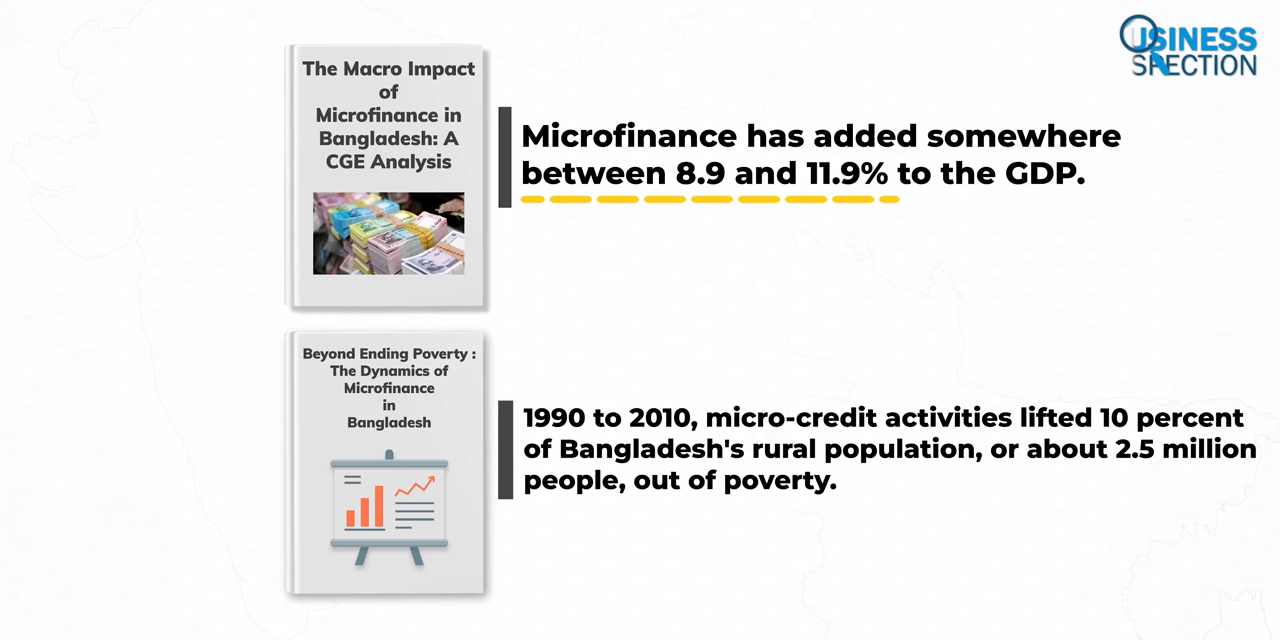 USINESS
SPECTION
The Macro Impact
of
Microfinance in
Bangladesh: A
CGE Analysis
Microfinance has added somewhere
between 8.9 and 11.9% to the GDP.
Beyond Ending Poverty :
The Dynamics of
Microfinance
in
Bangladesh
1990 to 2010, micro-credit activities lifted 10 percent
of Bangladesh's rural population, or about 2.5 million
people, out of poverty.